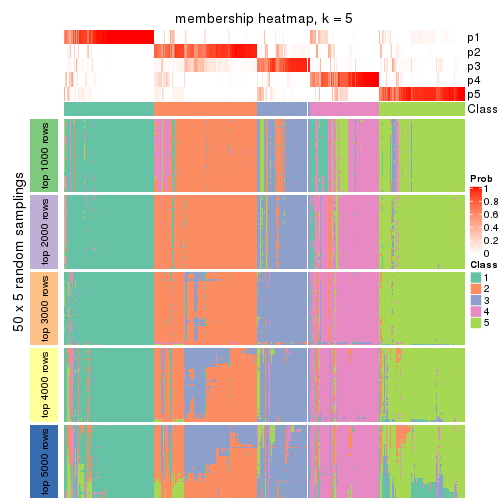 membership heatmap, k = 5
p1
p2
p3
p4
p5
Class
50 x 5 random samplings
top 1000 rows
top 2000 rows
top 3000 rows
top 4000 rows
top 5000 rows
Prob
1
0.8
0.6
0.4
0.2
0
Class
1
2
3
4
5